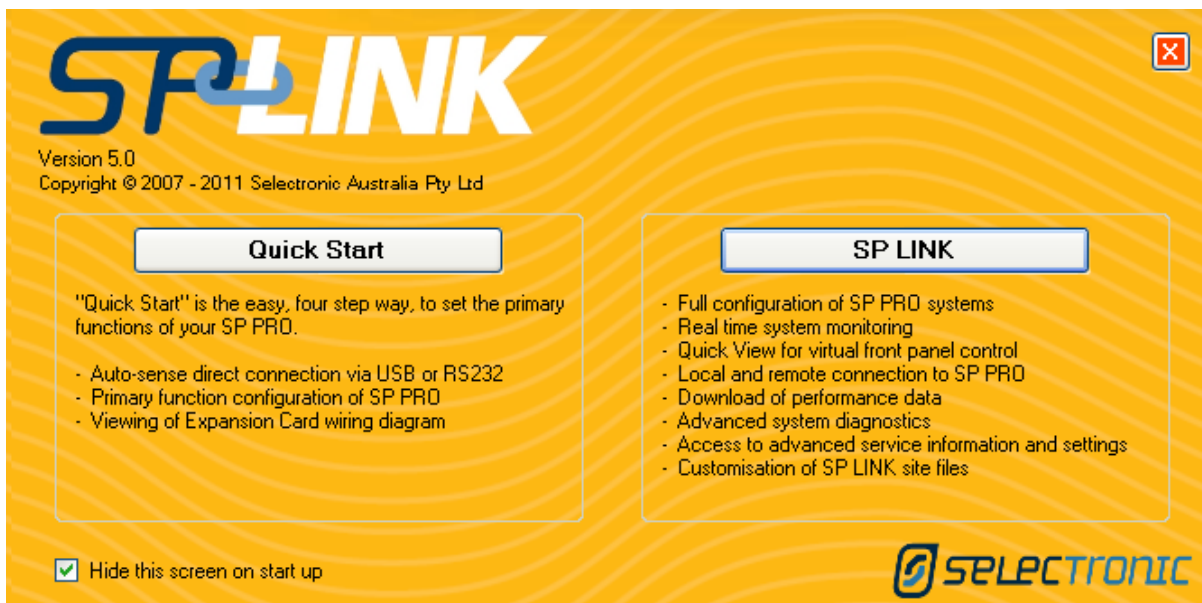 SP LINK
Version 5.0
Copyright © 2007 - 2011 Selectronic Australia Pty Ltd
Quick Start
"Quick Start" is the easy, four step way, to set the primary
functions of your SP PRO.
- Auto-sense direct connection via USB or RS232
- Primary function configuration of SP PRO
- Viewing of Expansion Card wiring diagram
SP LINK
- Full configuration of SP PRO systems
- Real time system monitoring
- Quick View for virtual front panel control
- Local and remote connection to SP PRO
- Download of performance data
- Advanced system diagnostics
- Access to advanced service information and settings
- Customisation of SP LINK site files
Hide this screen on start up
SELECTRONIC